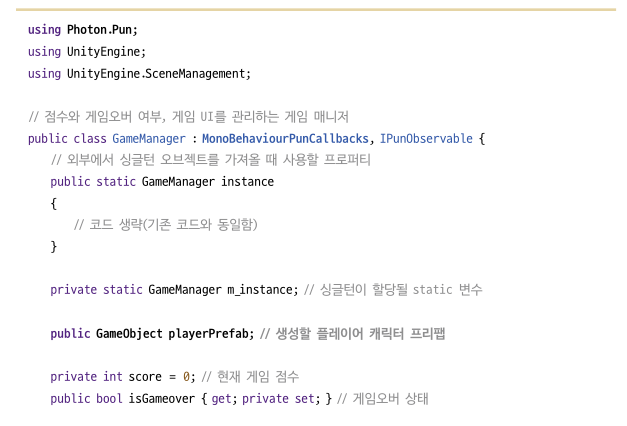 using Photon.Pun;
using UnityEngine;
using UnityEngine.SceneManagement;
// 점수와 게임오버 여부, 게임 UI를 관리하는 게임 매니저
public class GameManager : MonoBehaviourPunCallbacks, IPunObservable {
// 외부에서 싱글턴 오브젝트를 가져올 때 사용할 프로퍼티
public static GameManager instance
{
// 코드 생략(기존 코드와 동일함)
}
private static GameManager m_instance; // 싱글턴이 할당될 static 변수
public GameObject playerPrefab; // 생성할 플레이어 캐릭터 프리팹
private int score = 0; // 현재 게임 점수
public bool isGameover { get; private set; } // 게임오버 상태